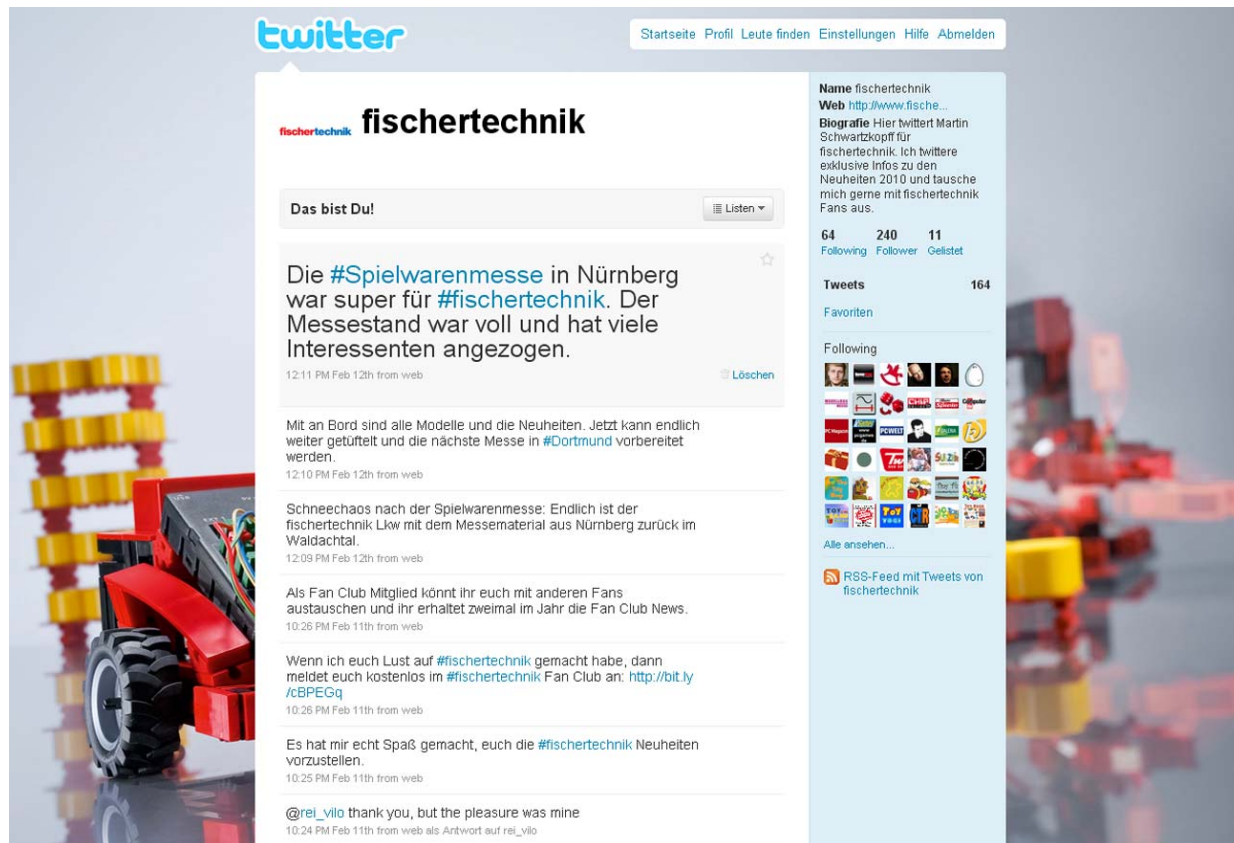 twitter
Startseite Profil Leute finden Einstellungen Hilfe Abmelden
fischertechnik fischertechnik
Das bist Du!
Listen
Die #Spielwarenmesse in Nürnberg
war super für #fischertechnik. Der
Messestand war voll und hat viele
Interessenten angezogen.
12:11 PM Feb 12th from web
Löschen
Mit an Bord sind alle Modelle und die Neuheiten. Jetzt kann endlich
weiter getüftelt und die nächste Messe in #Dortmund vorbereitet
werden.
12:10 PM Feb 12th from web
Schneechaos nach der Spielwarenmesse: Endlich ist der
fischertechnik Lkw mit dem Messematerial aus Nürnberg zurück im
Waldachtal.
12:09 PM Feb 12th from web
Als Fan Club Mitglied könnt ihr euch mit anderen Fans
austauschen und ihr erhaltet zweimal im Jahr die Fan Club News.
10:26 PM Feb 11th from web
Wenn ich euch Lust auf #fischertechnik gemacht habe, dann
meldet euch kostenlos im #fischertechnik Fan Club an: http://bit.ly
/cBPEGq
10:26 PM Feb 11th from web
Es hat mir echt Spaß gemacht, euch die #fischertechnik Neuheiten
vorzustellen.
10:25 PM Feb 11th from web
@rei_vilo thank you, but the pleasure was mine
10:24 PM Feb 11th from web als Antwort auf rei_vilo
Name fischertechnik
Web http://www.fische...
Biografie Hier twittert Martin
Schwartzkopff für
fischertechnik. Ich twittere
exklusive Infos zu den
Neuheiten 2010 und tausche
mich gerne mit fischertechnik
Fans aus.
64 240 11
Following Follower Gelistet
Tweets 164
Favoriten
Following
PC Magazin
PCWELT
TOY
Alle ansehen...
RSS-Feed mit Tweets von
fischertechnik